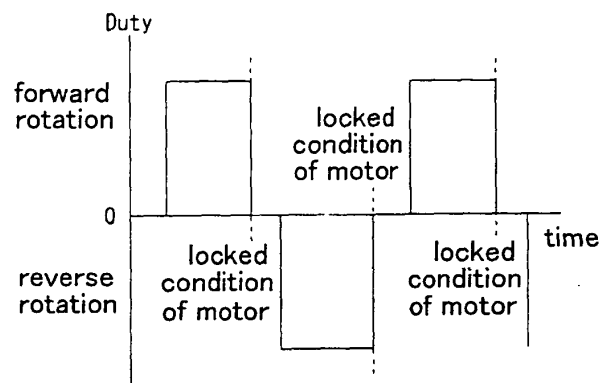 Duty
forward
rotation
locked
condition
of motor
0
time
locked
condition
of motor
locked
condition
of motor
reverse
rotation